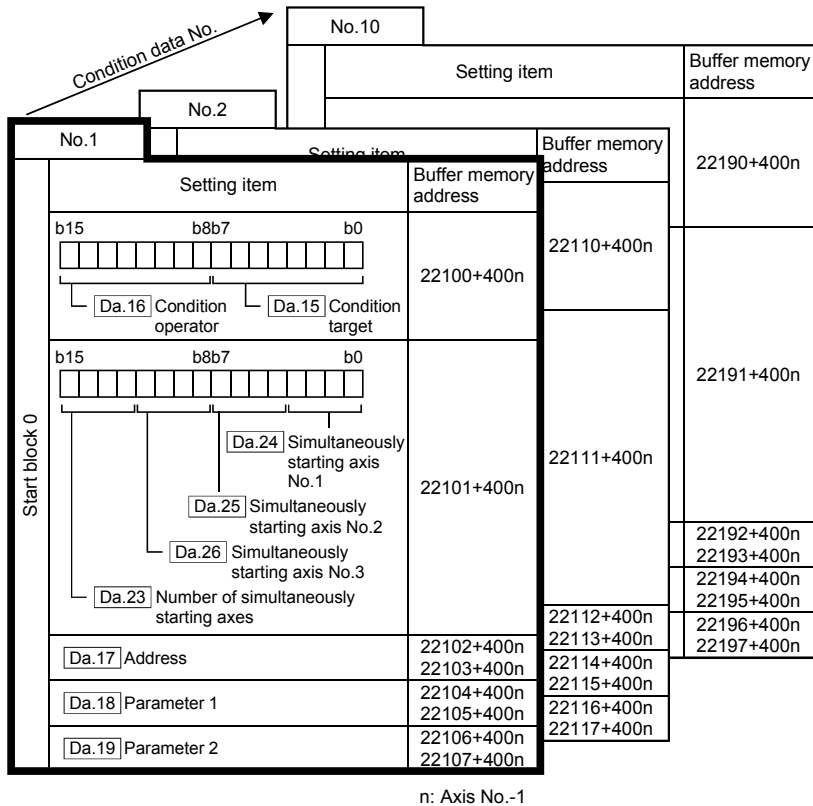 Condition data No.
No.10
Setting item
Buffer memory
address
22190+400n
22191+400n
22192+400n
22193+400n
22194+400n
22195+400n
22196+400n
22197+400n
No.2
Setting item
Buffer memory
address
22110+400n
22111+400n
22112+400n
22113+400n
22114+400n
22115+400n
22116+400n
22117+400n
No.1
Setting item
Buffer memory
address
Start block 0
b15 b8b7 b0
Da.16 Condition
operator
Da.15 Condition
target
22100+400n
b15 b8b7 b0
Da.24 Simultaneously
starting axis
No.1
Da.25 Simultaneously
starting axis No.2
Da.26 Simultaneously
starting axis No.3
Da.23 Number of simultaneously
starting axes
22101+400n
Da.17 Address
22102+400n
22103+400n
Da.18 Parameter 1
22104+400n
22105+400n
Da.19 Parameter 2
22106+400n
22107+400n
n: Axis No.-1